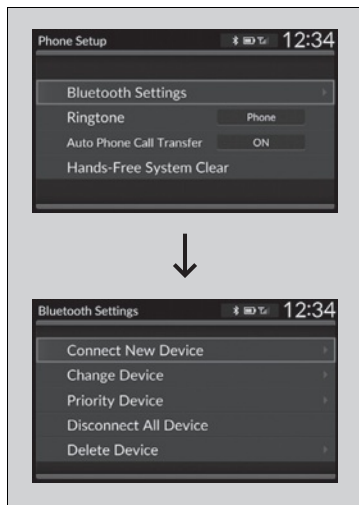 Phone Setup 12:34
Bluetooth Settings
Ringtone Phone
Auto Phone Call Transfer ON
Hands-Free System Clear
Bluetooth Settings 12:34
Connect New Device
Change Device
Priority Device
Disconnect All Device
Delete Device